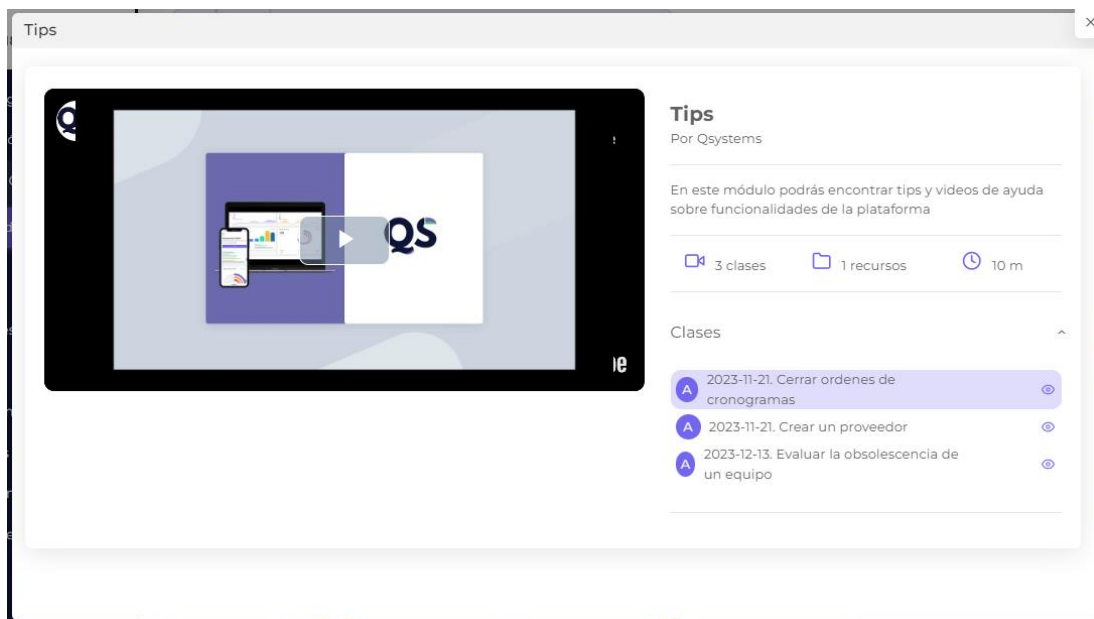 Tips
Tips
Por Qsystems
En este módulo podrás encontrar tips y videos de ayuda
sobre funcionalidades de la plataforma
3 clases
1 recursos
10 m
Clases
A
2023-11-21. Cerrar ordenes de
cronogramas
A
2023-11-21. Crear un proveedor
A
2023-12-13. Evaluar la obsolescencia de
un equipo
QS